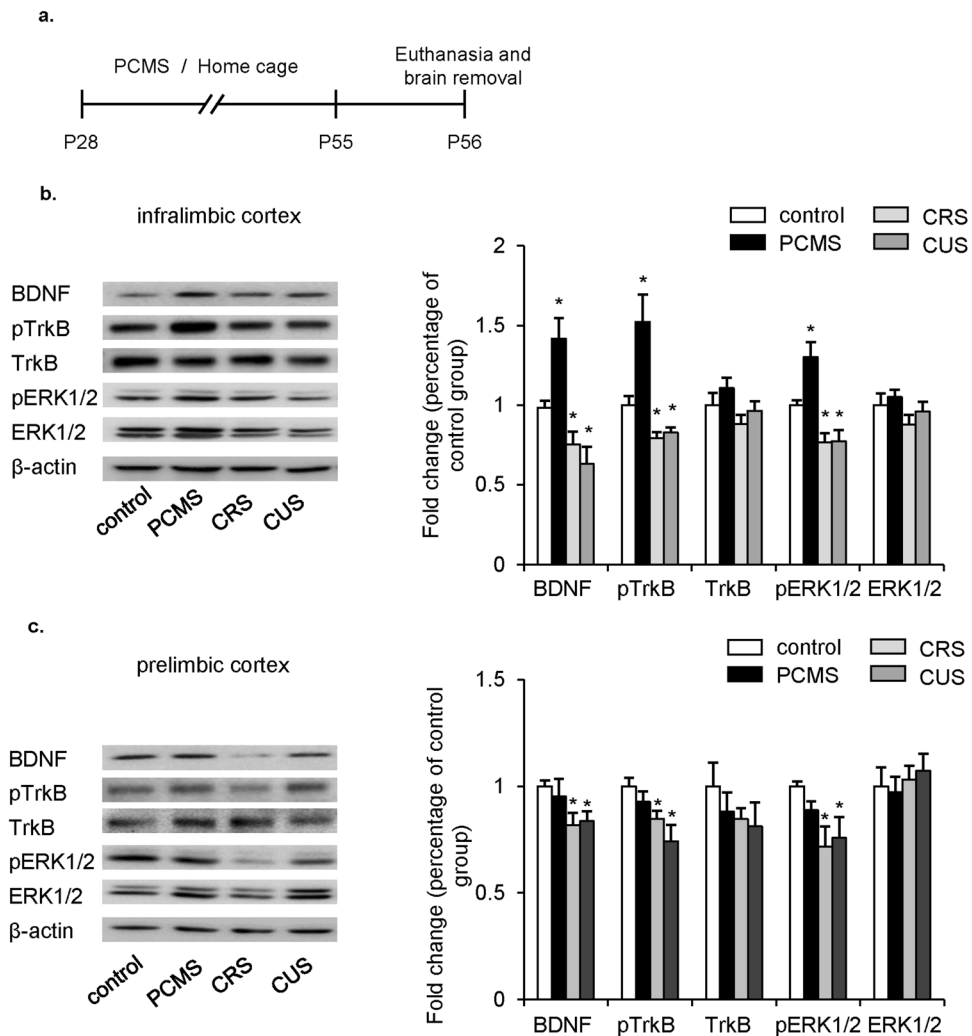 a.
PCMS / Home cage
Euthanasia and
brain removal
P28
P55
P56
b.
infralimbic cortex
BDNF
pTrkB
TrkB
pERK1/2
ERK1/2
β-actin
control
PCMS
CRS
CUS
control
CRS
PCMS
CUS
Fold change (percentage of
control group)
2
1.5
1
0.5
0
BDNF
pTrkB
TrkB
pERK1/2
ERK1/2
* * * * * * * * *
c.
prelimbic cortex
BDNF
pTrkB
TrkB
pERK1/2
ERK1/2
β-actin
control
PCMS
CRS
CUS
control
CRS
PCMS
CUS
Fold change (percentage of control
group)
1.5
1
0.5
0
BDNF
pTrkB
TrkB
pERK1/2
ERK1/2
* * * * * *